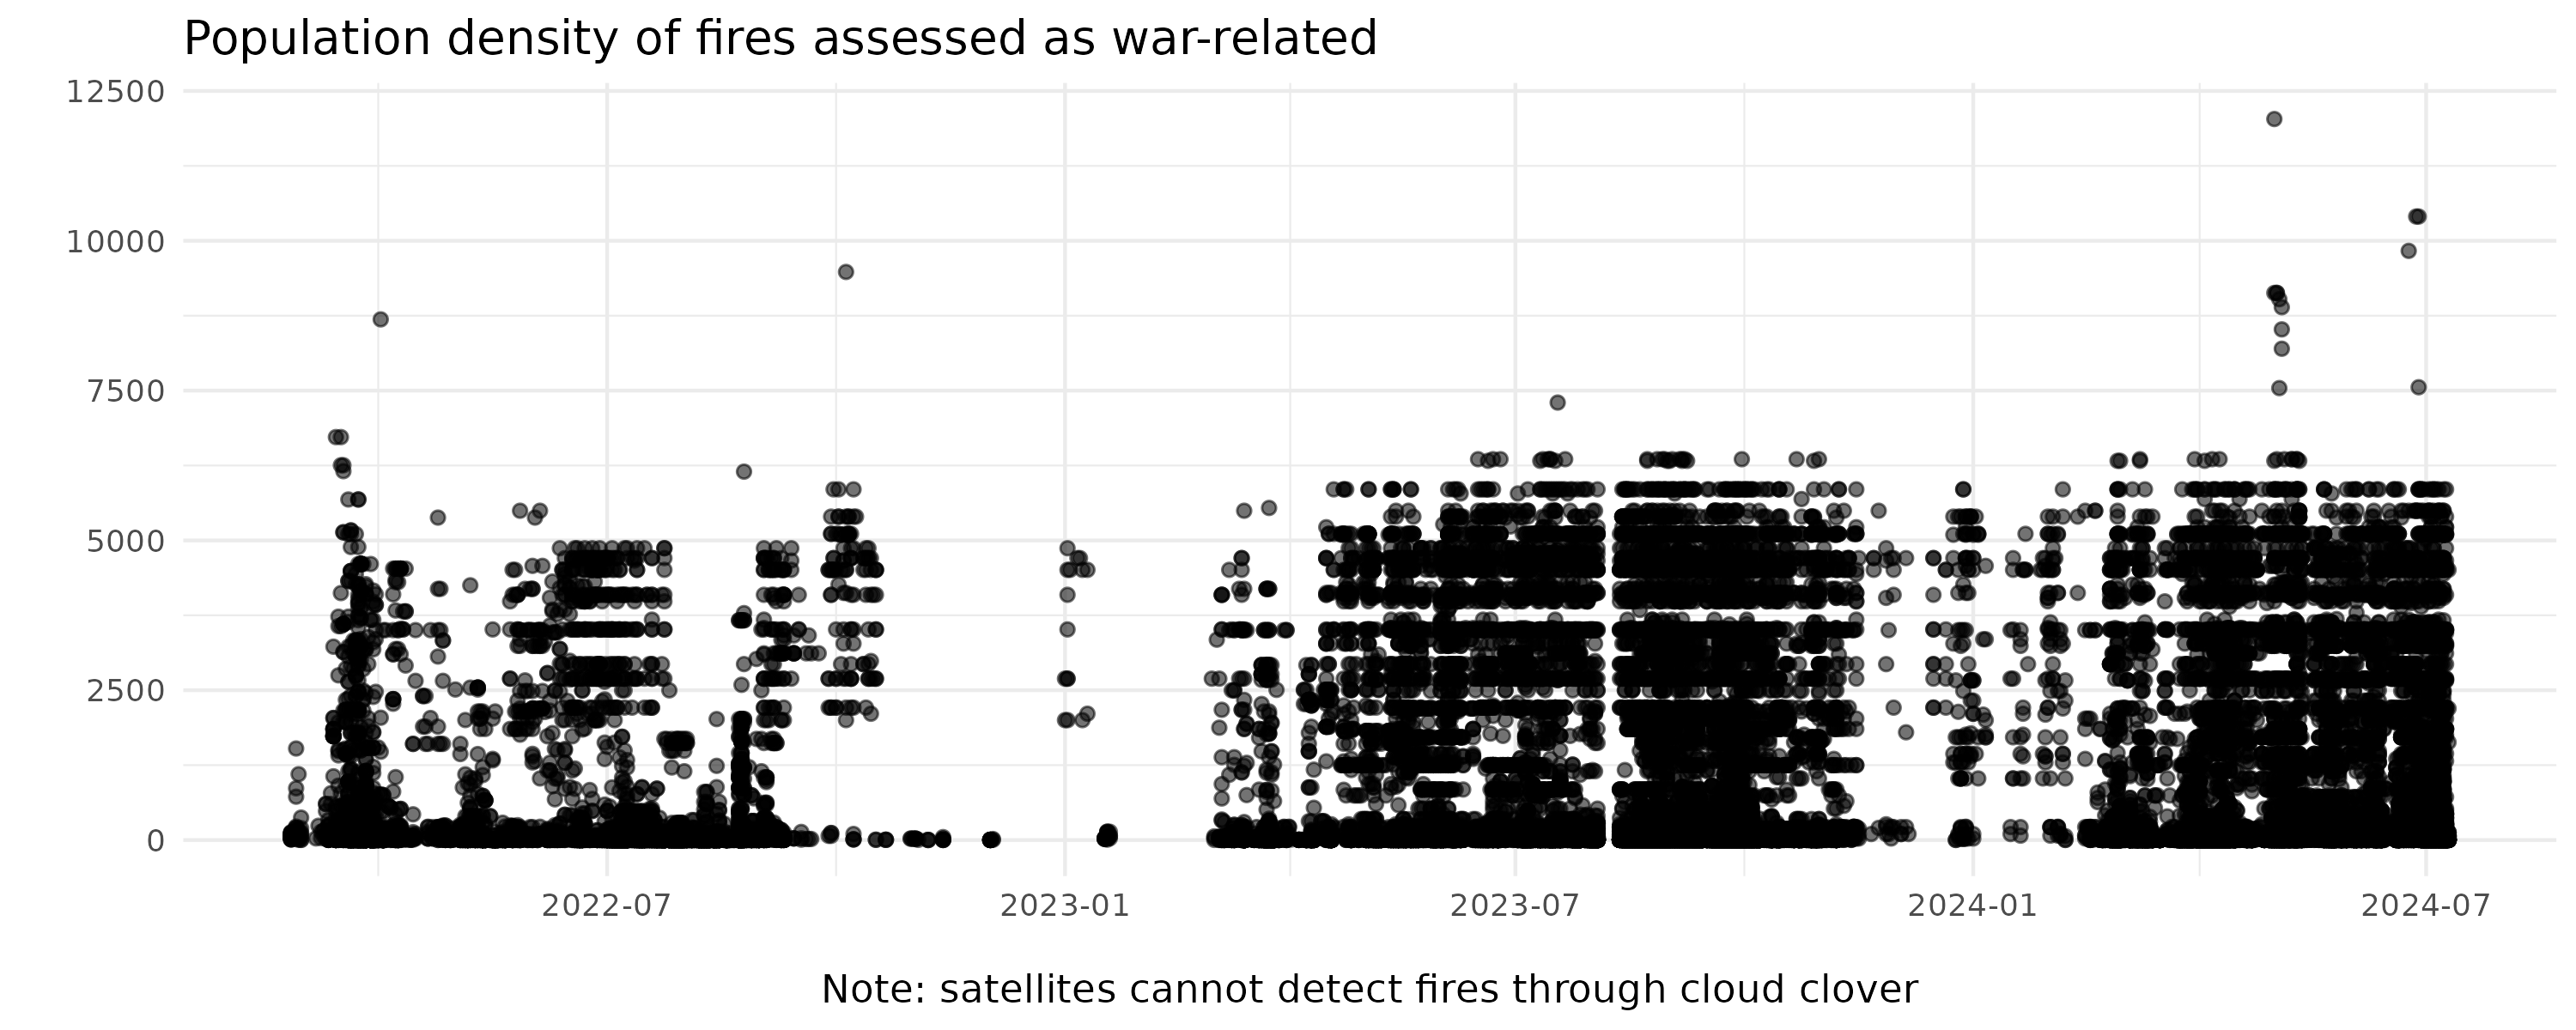 Population density of fires assessed as war-related
12500
10000
7500
5000
2500
0
2022-07 2023-01 2023-07 2024-01 2024-07
Note: satellites cannot detect fires through cloud clover